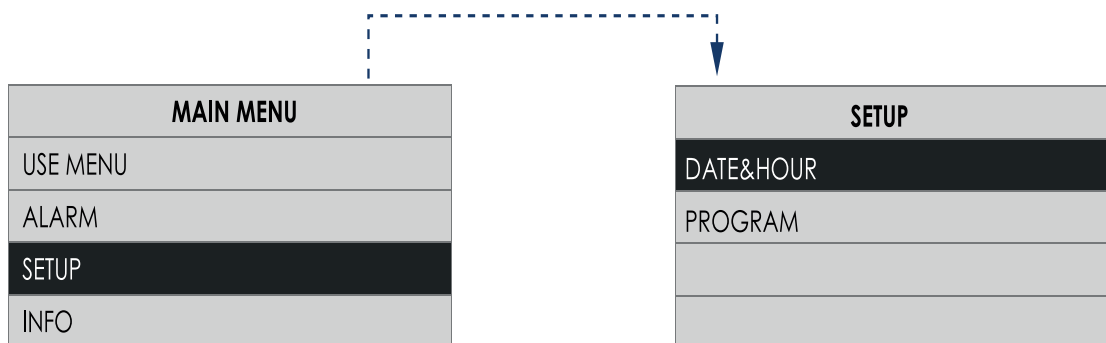 MAIN MENU
USE MENU
ALARM
SETUP
INFO
SETUP
DATE&HOUR
PROGRAM